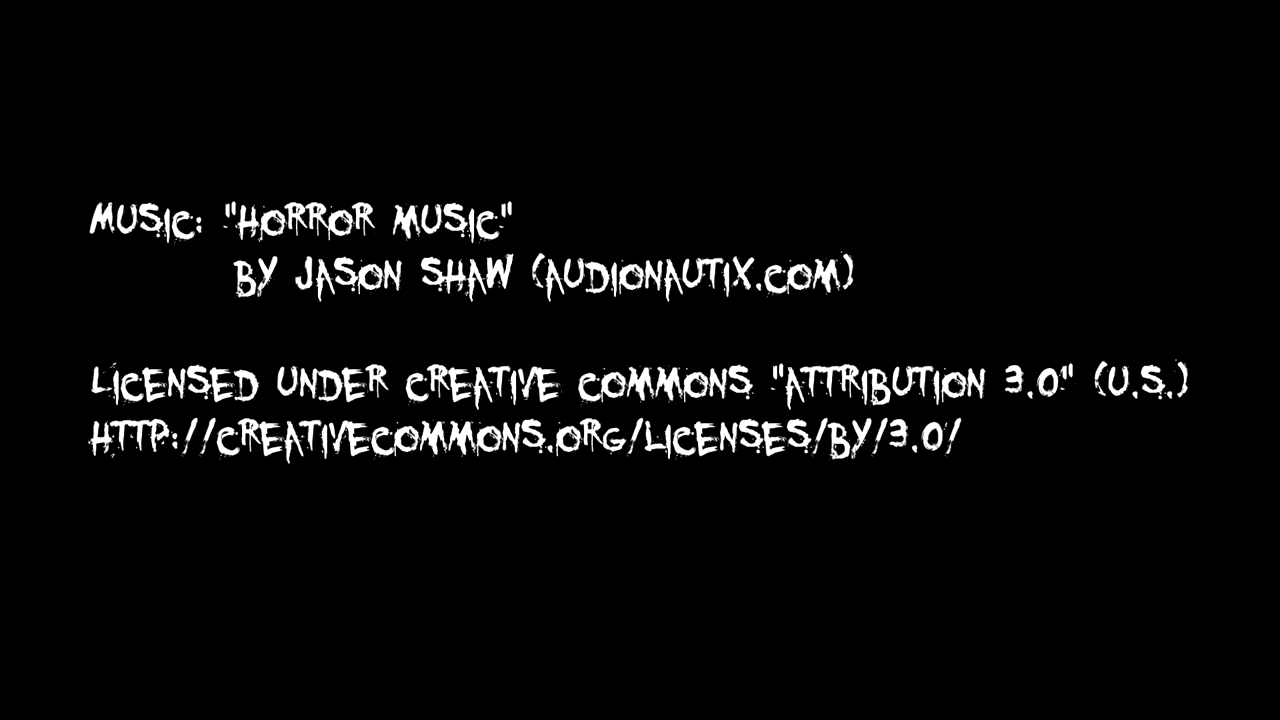 MUSIC: "HORROR MUSIC"
BY JASON SHAW (AUDIONAUTIX.COM)
LICENSED UNDER CREATIVE COMMONS "ATTRIBUTION 3.0" (U.S.)
HTTP://CREATIVECOMMONS.ORG/LICENSES/BY/3.0/